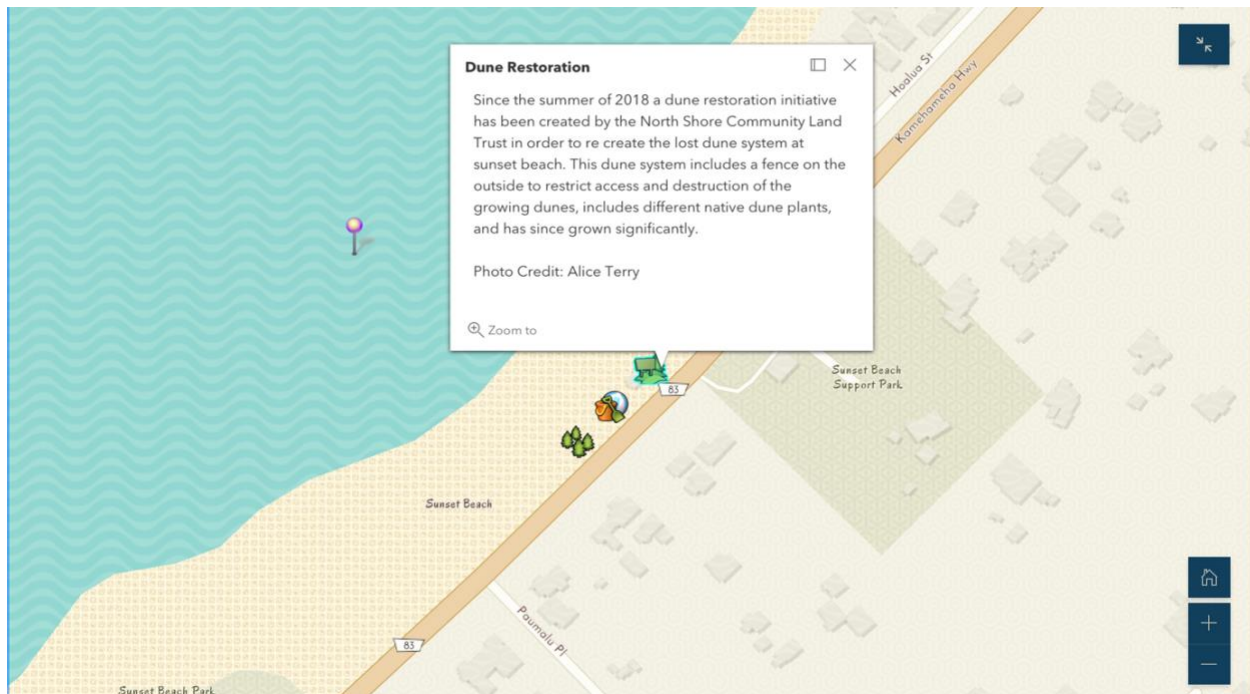 Dune Restoration
Since the summer of 2018 a dune restoration initiative
has been created by the North Shore Community Land
Trust in order to re create the lost dune system at
sunset beach. This dune system includes a fence on the
outside to restrict access and destruction of the
growing dunes, includes different native dune plants,
and has since grown significantly.
Photo Credit: Alice Terry
Zoom to
Hoalua St
Kamehameha Hwy
Sunset Beach
Support Park
83
Sunset Beach
Paumalu Pl
83
Sunset Beach Park